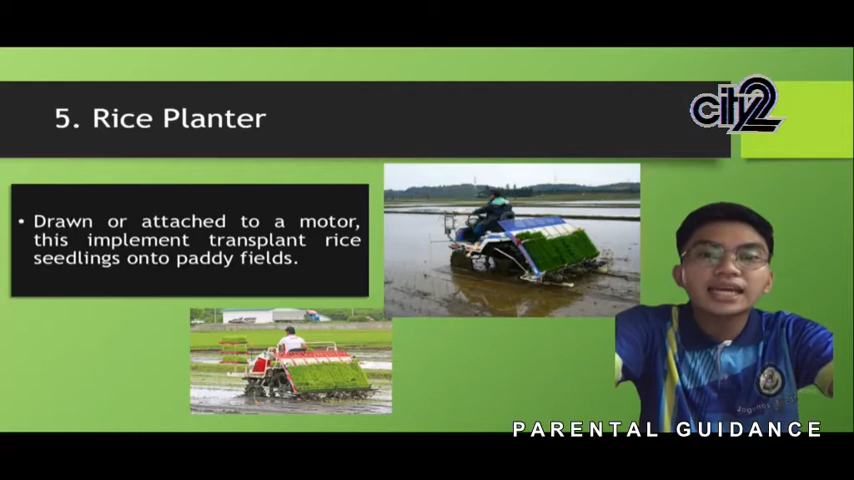 5. Rice Planter
city2
• Drawn or attached to a motor,
this implement transplant rice
seedlings onto paddy fields.
PARENTAL GUIDANCE